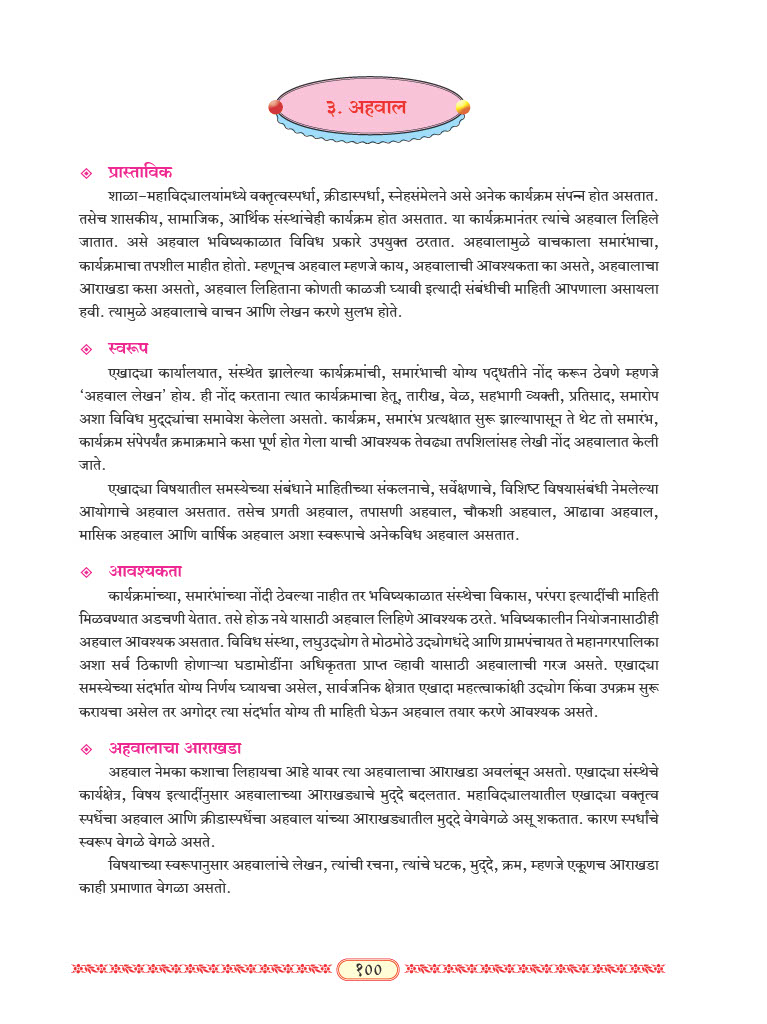 ३. अहवाल
प्रास्ताविक
शाळा-महाविद्यालयांमध्ये वक्तृत्वस्पर्धा, क्रीडास्पर्धा, स्नेहसंमेलने असे अनेक कार्यक्रम संपन्न होत असतात.
तसेच शासकीय, सामाजिक, आर्थिक संस्थांचेही कार्यक्रम होत असतात. या कार्यक्रमानंतर त्यांचे अहवाल लिहिले
जातात. असे अहवाल भविष्यकाळात विविध प्रकारे उपयुक्त ठरतात. अहवालामुळे वाचकाला समारंभाचा,
कार्यक्रमाचा तपशील माहीत होतो. म्हणूनच अहवाल म्हणजे काय, अहवालाची आवश्यकता का असते, अहवालाचा
आराखडा कसा असतो, अहवाल लिहिताना कोणती काळजी घ्यावी इत्यादी संबंधीची माहिती आपणाला असायला
हवी. त्यामुळे अहवालाचे वाचन आणि लेखन करणे सुलभ होते.
स्वरूप
एखाद्या कार्यालयात, संस्थेत झालेल्या कार्यक्रमांची, समारंभाची योग्य पद्धतीने नोंद करून ठेवणे म्हणजे
‘अहवाल लेखन’ होय. ही नोंद करताना त्यात कार्यक्रमाचा हेतू, तारीख, वेळ, सहभागी व्यक्ती, प्रतिसाद, समारोप
अशा विविध मुद्द्यांचा समावेश केलेला असतो. कार्यक्रम, समारंभ प्रत्यक्षात सुरू झाल्यापासून ते थेट तो समारंभ,
कार्यक्रम संपेपर्यंत क्रमाक्रमाने कसा पूर्ण होत गेला याची आवश्यक तेवढ्या तपशिलांसह लेखी नोंद अहवालात केली
जाते.
एखाद्या विषयातील समस्येच्या संबंधाने माहितीच्या संकलनाचे, सर्वेक्षणाचे, विशिष्ट विषयासंबंधी नेमलेल्या
आयोगाचे अहवाल असतात. तसेच प्रगती अहवाल, तपासणी अहवाल, चौकशी अहवाल, आढावा अहवाल,
मासिक अहवाल आणि वार्षिक अहवाल अशा स्वरूपाचे अनेकविध अहवाल असतात.
आवश्यकता
कार्यक्रमांच्या, समारंभांच्या नोंदी ठेवल्या नाहीत तर भविष्यकाळात संस्थेचा विकास, परंपरा इत्यादींची माहिती
मिळवण्यात अडचणी येतात. तसे होऊ नये यासाठी अहवाल लिहिणे आवश्यक ठरते. भविष्यकालीन नियोजनासाठीही
अहवाल आवश्यक असतात. विविध संस्था, लघुउद्योग ते मोठमोठे उद्योगधंदे आणि ग्रामपंचायत ते महानगरपालिका
अशा सर्व ठिकाणी होणाऱ्या घडामोडींना अधिकृतता प्राप्त व्हावी यासाठी अहवालाची गरज असते. एखाद्या
समस्येच्या संदर्भात योग्य निर्णय घ्यायचा असेल, सार्वजनिक क्षेत्रात एखादा महत्त्वाकांक्षी उद्योग किंवा उपक्रम सुरू
करायचा असेल तर अगोदर त्या संदर्भात योग्य ती माहिती घेऊन अहवाल तयार करणे आवश्यक असते.
अहवालाचा आराखडा
अहवाल नेमका कशाचा लिहायचा आहे यावर त्या अहवालाचा आराखडा अवलंबून असतो. एखाद्या संस्थेचे
कार्यक्षेत्र, विषय इत्यादींनुसार अहवालाच्या आराखड्याचे मुद्दे बदलतात. महाविद्यालयातील एखाद्या वक्तृत्व
स्पर्धेचा अहवाल आणि क्रीडास्पर्धेचा अहवाल यांच्या आराखड्यातील मुद्दे वेगवेगळे असू शकतात. कारण स्पर्धांचे
स्वरूप वेगळे वेगळे असते.
विषयाच्या स्वरूपानुसार अहवालांचे लेखन, त्यांची रचना, त्यांचे घटक, मुद्दे, क्रम, म्हणजे एकूणच आराखडा
काही प्रमाणात वेगळा असतो.
१००